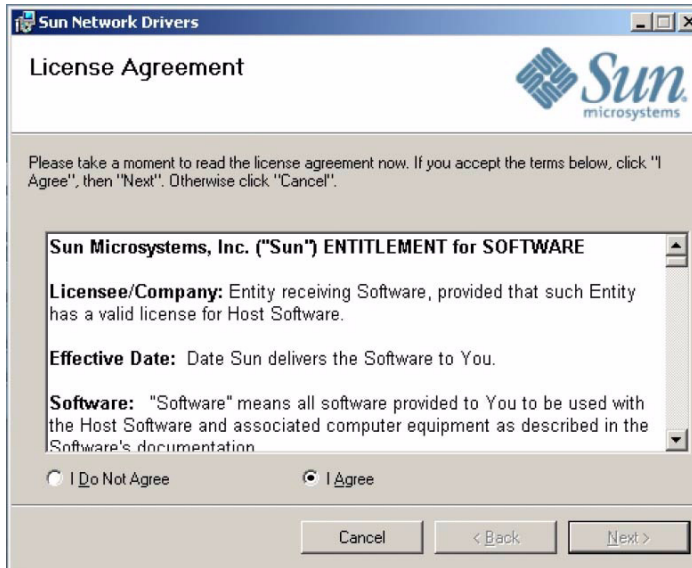 Sun Network Drivers
License Agreement
Sun
microsystems
Please take a moment to read the license agreement now. If you accept the terms below, click "I
Agree", then "Next". Otherwise click "Cancel".
Sun Microsystems, Inc. ("Sun") ENTITLEMENT for SOFTWARE
Licensee/Company: Entity receiving Software, provided that such Entity
has a valid license for Host Software.
Effective Date: Date Sun delivers the Software to You.
Software: "Software" means all software provided to You to be used with
the Host Software and associated computer equipment as described in the
Software's documentation
I Do Not Agree
I Agree
Cancel
< Back
Next >